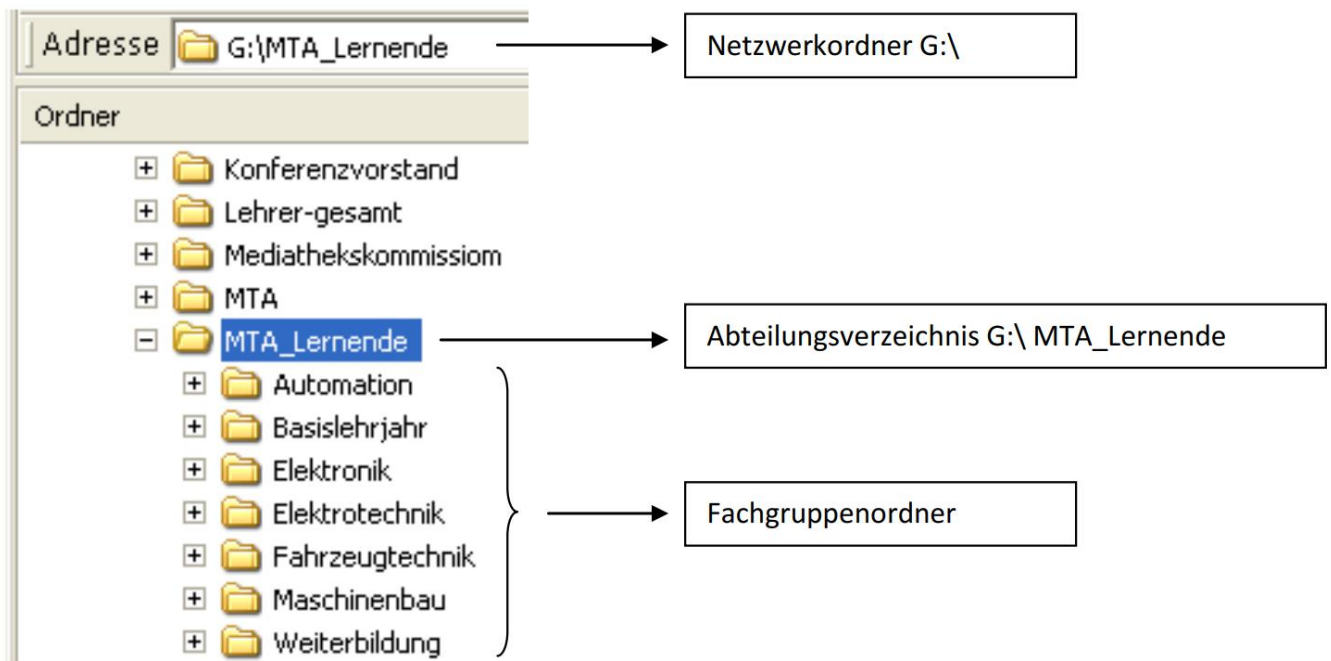 Adresse G:\MTA_Lernende
Netzwerkordner G:\
Ordner
Konferenzvorstand
Lehrer-gesamt
Mediathekskommissiom
MTA
MTA_Lernende
Abteilungsverzeichnis G:\ MTA_Lernende
Automation
Basislehrjahr
Elektronik
Elektrotechnik
Fachgruppenordner
Fahrzeugtechnik
Maschinenbau
Weiterbildung